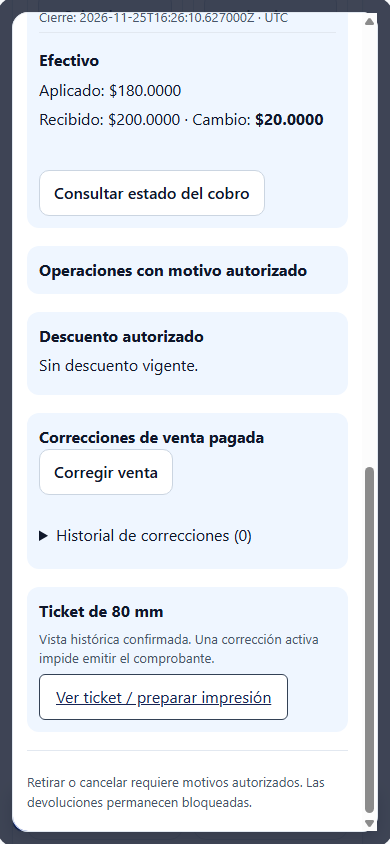 Cierre: 2026-11-25T16:26:10.627000Z · UTC
Efectivo
Aplicado: $180.0000
Recibido: $200.0000 · Cambio: $20.0000
Consultar estado del cobro
Operaciones con motivo autorizado
Descuento autorizado
Sin descuento vigente.
Correcciones de venta pagada
Corregir venta
▶ Historial de correcciones (0)
Ticket de 80 mm
Vista histórica confirmada. Una corrección activa
impide emitir el comprobante.
Ver ticket / preparar impresión
Retirar o cancelar requiere motivos autorizados. Las
devoluciones permanecen bloqueadas.